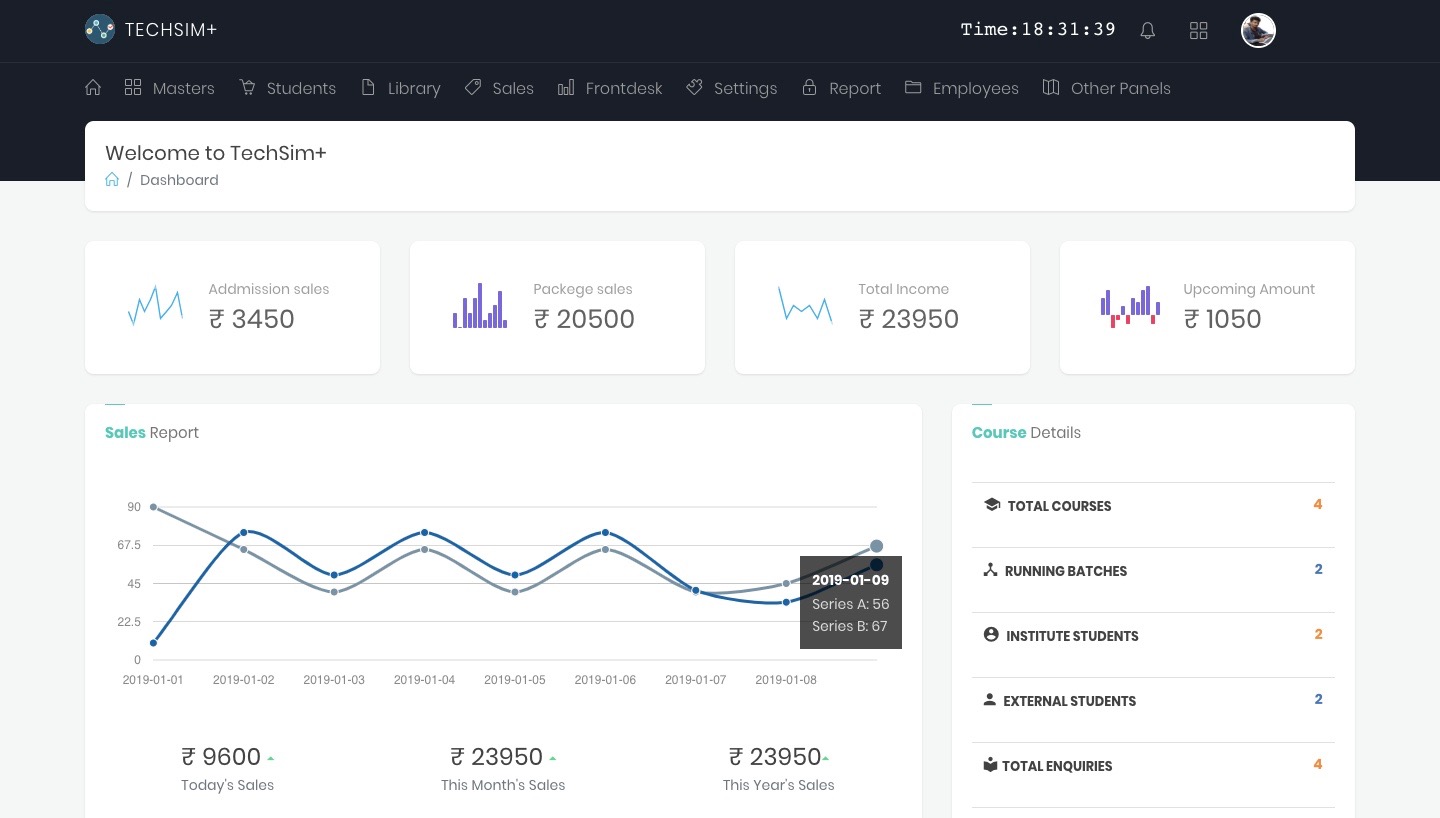 TECHSIM+
Time:18:31:39
Masters Students Library Sales Frontdesk Settings Report Employees Other Panels
Welcome to TechSim+
/ Dashboard
Addmission sales
₹ 3450
Packege sales
₹ 20500
Total Income
₹ 23950
Upcoming Amount
₹ 1050
Sales Report
90
67.5
45
22.5
0
2019-01-01 2019-01-02 2019-01-03 2019-01-04 2019-01-05 2019-01-06 2019-01-07 2019-01-08
2019-01-09
Series A: 56
Series B: 67
₹ 9600
Today's Sales
₹ 23950
This Month's Sales
₹ 23950
This Year's Sales
Course Details
TOTAL COURSES 4
RUNNING BATCHES 2
INSTITUTE STUDENTS 2
EXTERNAL STUDENTS 2
TOTAL ENQUIRIES 4